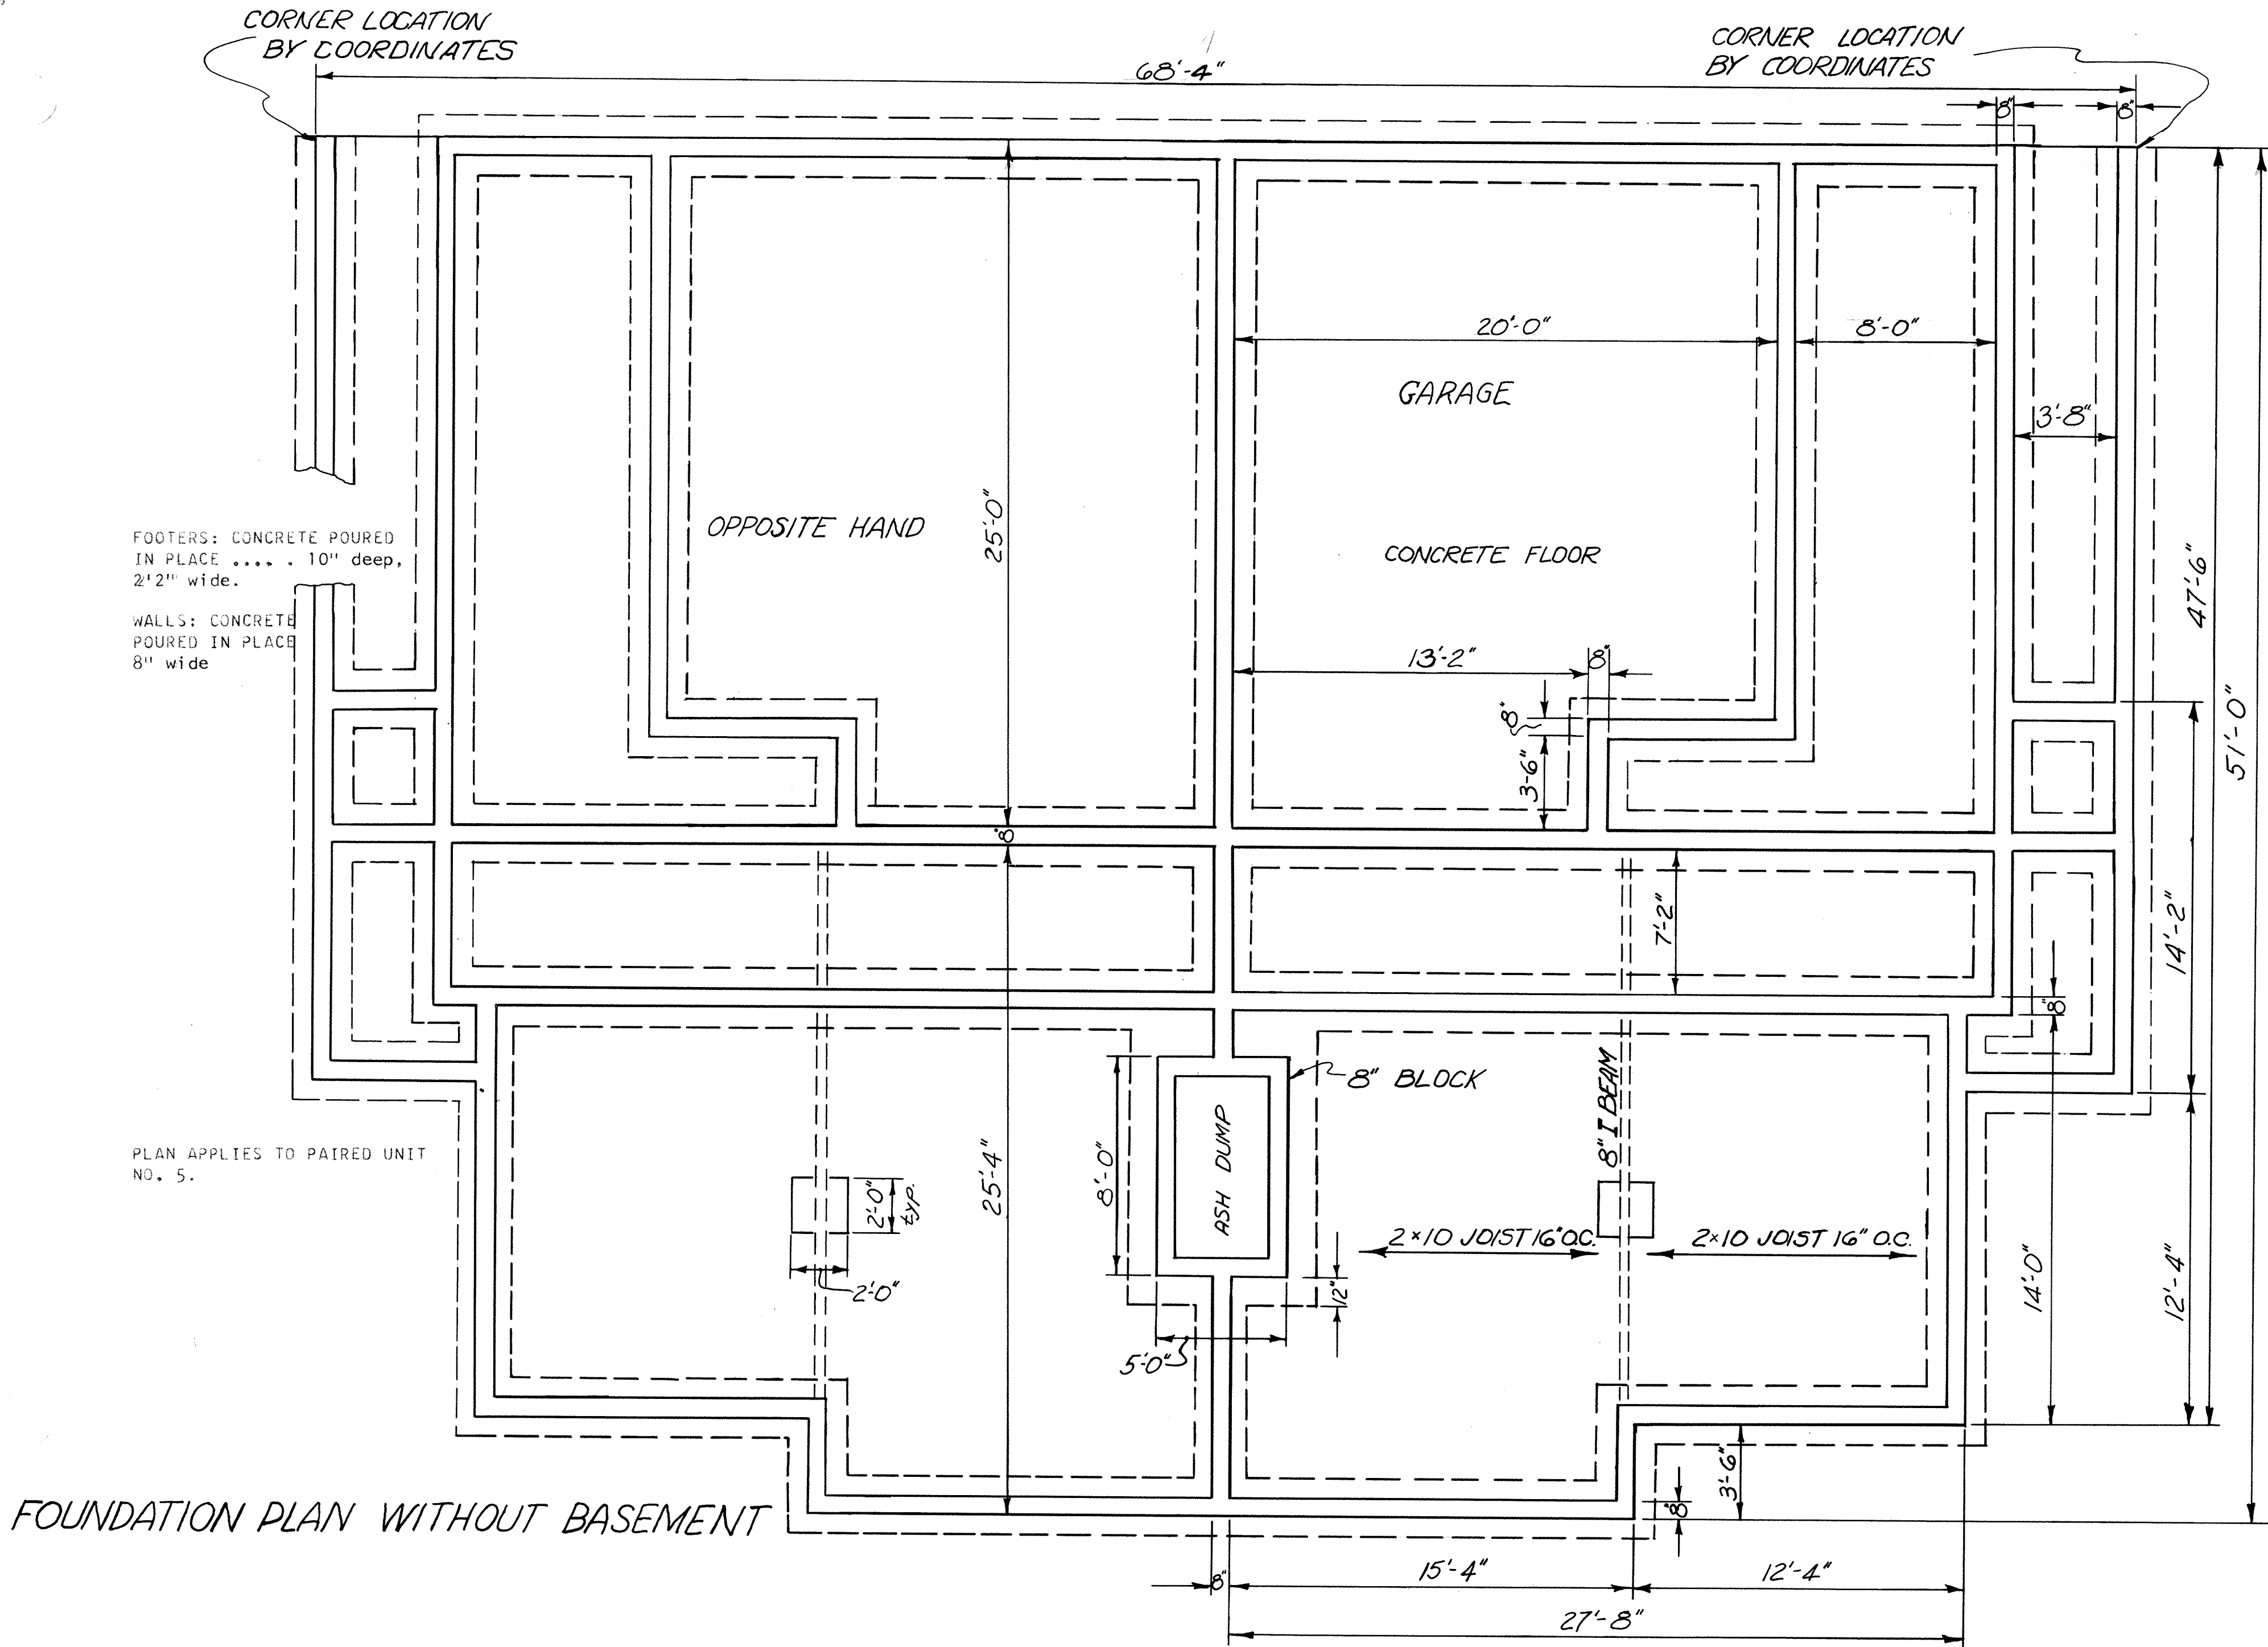 CORNER LOCATION
BY COORDINATES
CORNER LOCATION
BY COORDINATES
68'-4"
8"
8"
20'-0"
8'-0"
GARAGE
3'-8"
OPPOSITE HAND
25'-0"
CONCRETE FLOOR
FOOTERS: CONCRETE POURED
IN PLACE ..... 10" deep,
2'2" wide.
WALLS: CONCRETE
POURED IN PLACE
8" wide
47'-6"
51'-0"
13'-2"
8"
8"
3'-6"
8"
7'-2"
14'-2"
8"
8" BLOCK
8" I BEAM
PLAN APPLIES TO PAIRED UNIT
NO. 5.
25'-4"
8'-0"
ASH DUMP
2'-0"
typ.
2'-0"
2×10 JOIST 16" O.C.
2×10 JOIST 16" O.C.
12"
5'-0"
14'-0"
12'-4"
3'-6"
8"
FOUNDATION PLAN WITHOUT BASEMENT
8"
15'-4"
12'-4"
27'-8"